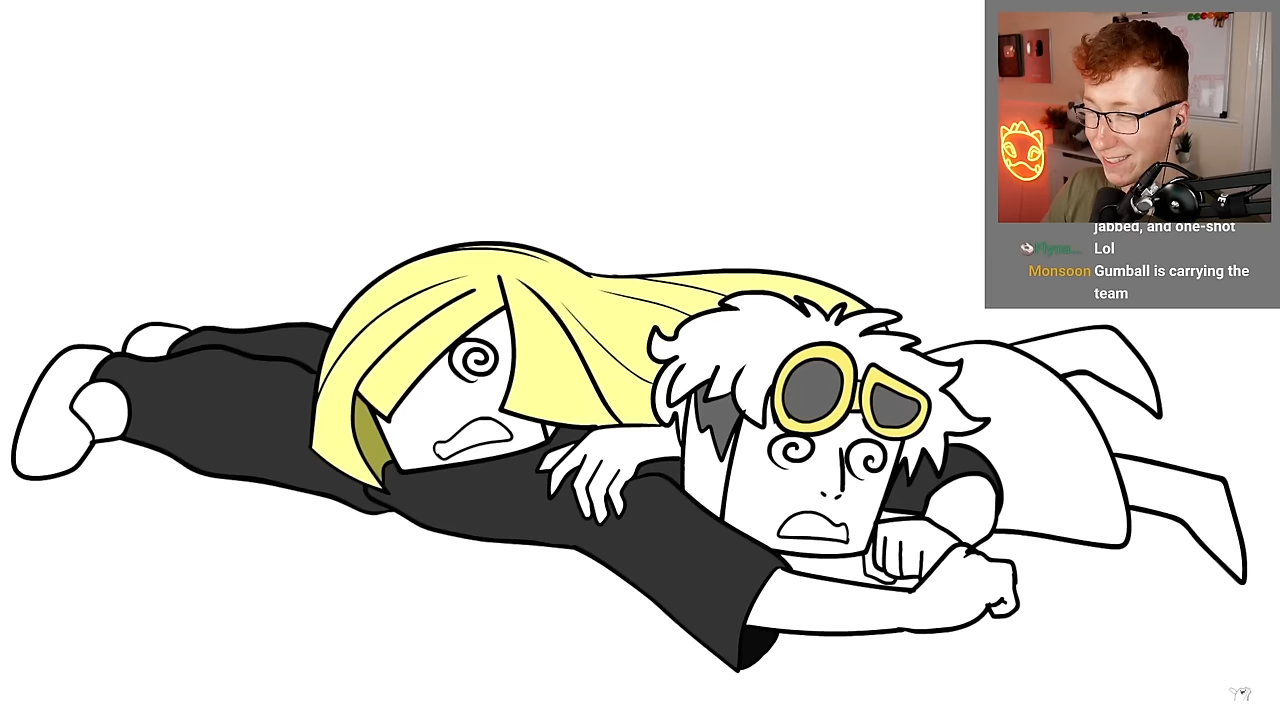 jabbed, and one-shot
Lol
Monsoon Gumball is carrying the
team